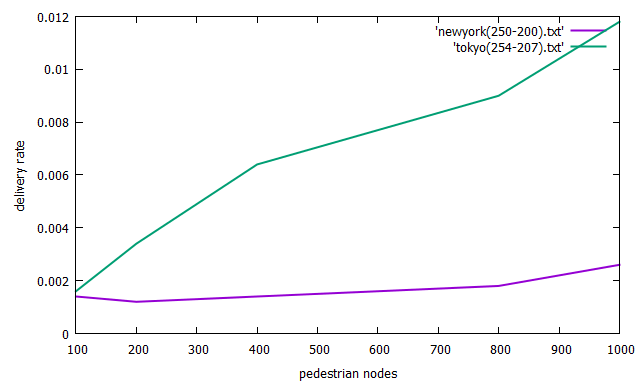 0.012
0.01
0.008
0.006
0.004
0.002
0
delivery rate
'newyork(250-200).txt'
'tokyo(254-207).txt'
100 200 300 400 500 600 700 800 900 1000
pedestrian nodes